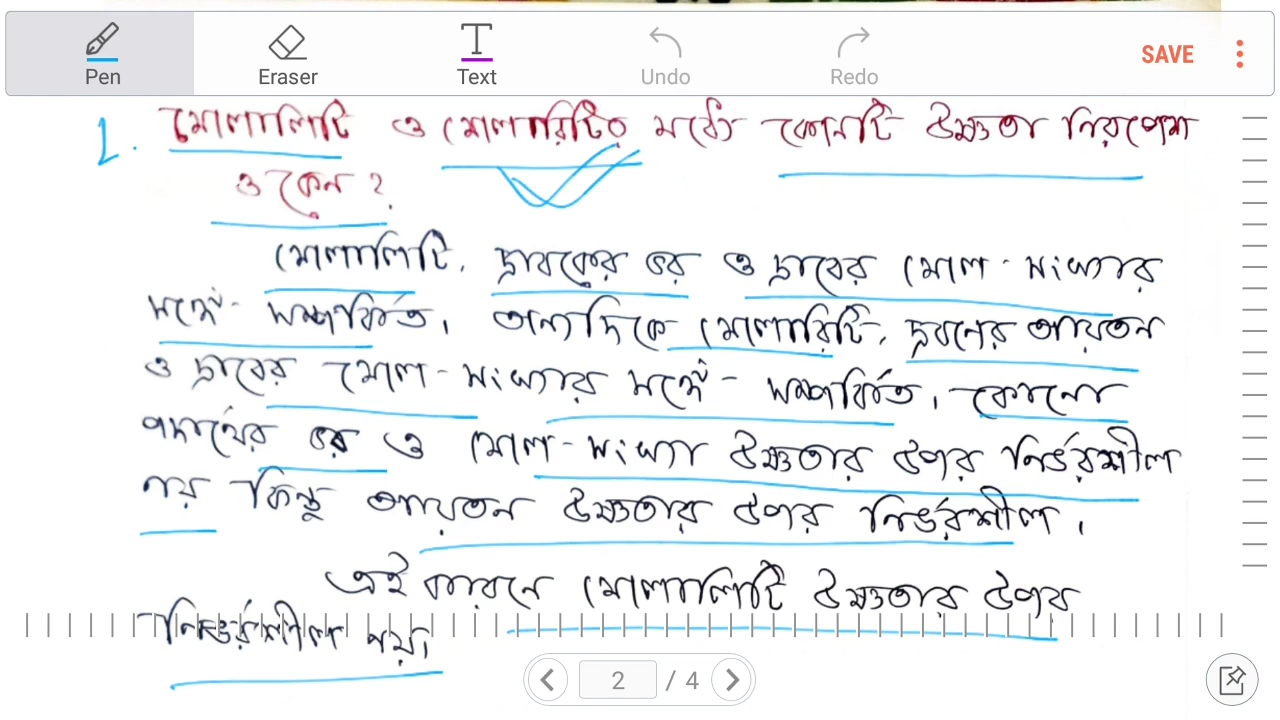 Pen
Eraser
Text
Undo
Redo
SAVE
1. মোলালিটি ও মোলারিটির মধ্যে কোনটি উষ্ণতা নিরপেক্ষ
ও কেন?
মোলালিটি, দ্রাবকের ভর ও দ্রাবের মোল-সংখ্যার
সঙ্গে সম্পর্কিত। অন্যদিকে মোলারিটি, দ্রবনের আয়তন
ও দ্রাবের মোল-সংখ্যার সঙ্গে সম্পর্কিত। কোনো
পদার্থের ভর ও মোল-সংখ্যা উষ্ণতার উপর নির্ভরশীল
নয় কিন্তু আয়তন উষ্ণতার উপর নির্ভরশীল।
এই কারনে মোলালিটি উষ্ণতার উপর
নির্ভরশীল নয়।
2 / 4